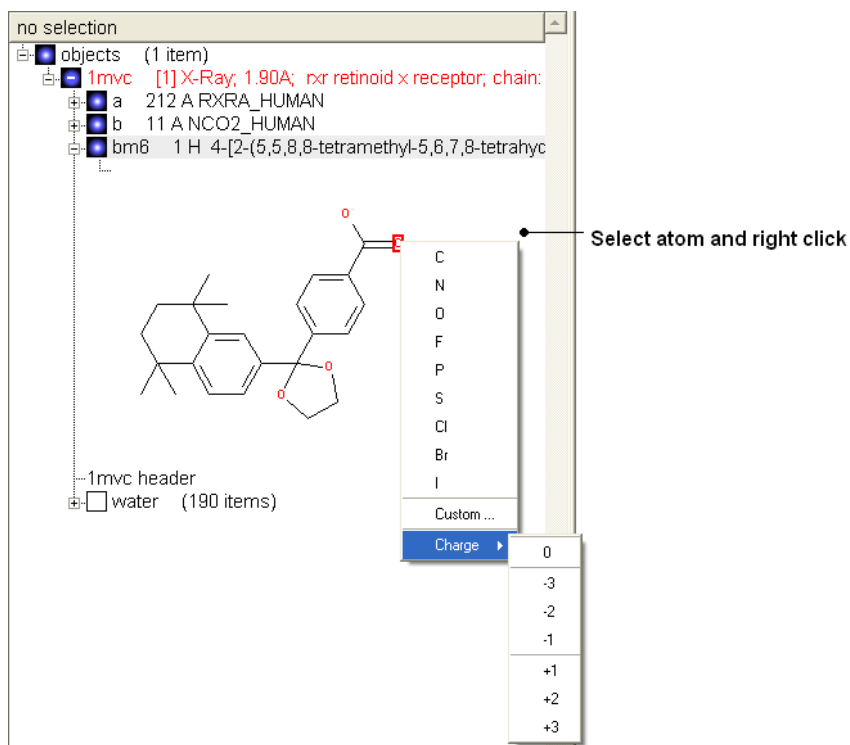 no selection
objects (1 item)
1mvc [1] X-Ray; 1.90A; rxr retinoid x receptor; chain:
a 212 A RXRA_HUMAN
b 11 A NCO2_HUMAN
bm6 1 H 4-[2-(5,5,8,8-tetramethyl-5,6,7,8-tetrahyd
O
Select atom and right click
O
O
C
N
O
F
P
S
Cl
Br
I
Custom ...
Charge
0
-3
-2
-1
+1
+2
+3
1mvc header
water (190 items)